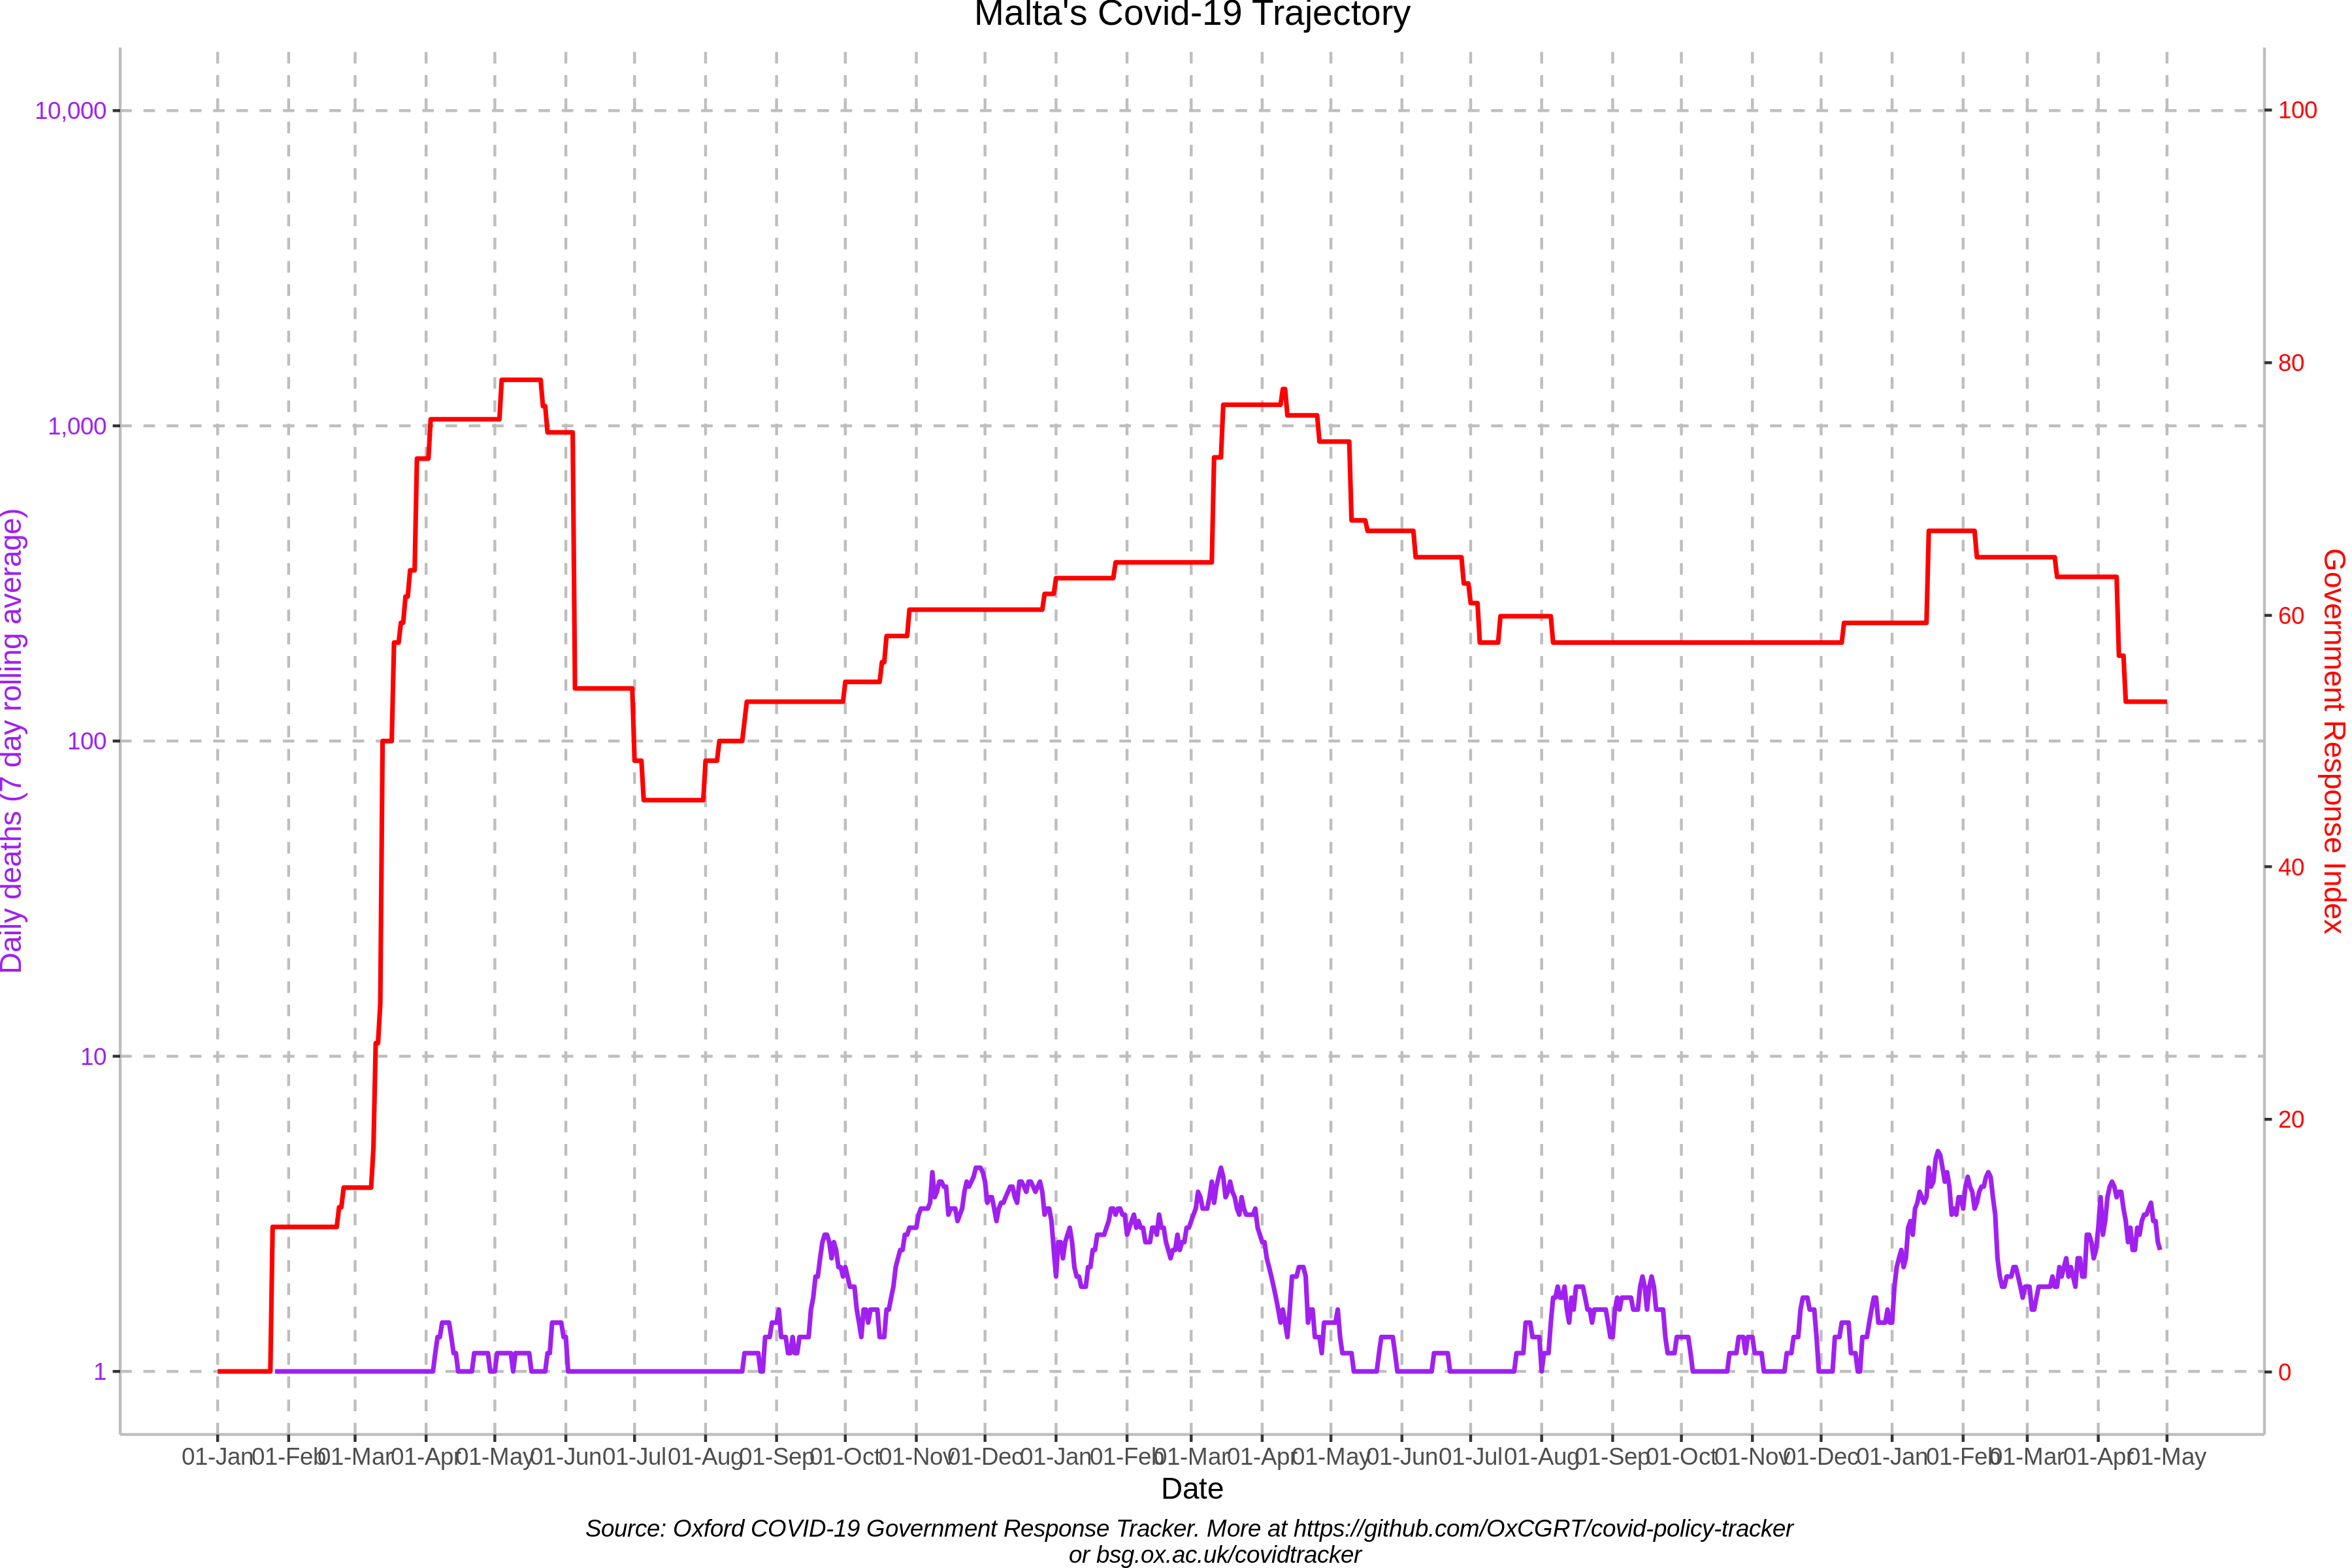 Malta's Covid-19 Trajectory
Daily deaths (7 day rolling average)
10,000
1,000
100
10
1
Government Response Index
100
80
60
40
20
0
01-Jan 01-Feb 01-Mar 01-Apr 01-May 01-Jun 01-Jul 01-Aug 01-Sep 01-Oct 01-Nov 01-Dec 01-Jan 01-Feb 01-Mar 01-Apr 01-May 01-Jun 01-Jul 01-Aug 01-Sep 01-Oct 01-Nov 01-Dec 01-Jan 01-Feb 01-Mar 01-Apr 01-May
Date
Source: Oxford COVID-19 Government Response Tracker. More at https://github.com/OxCGRT/covid-policy-tracker
or bsg.ox.ac.uk/covidtracker